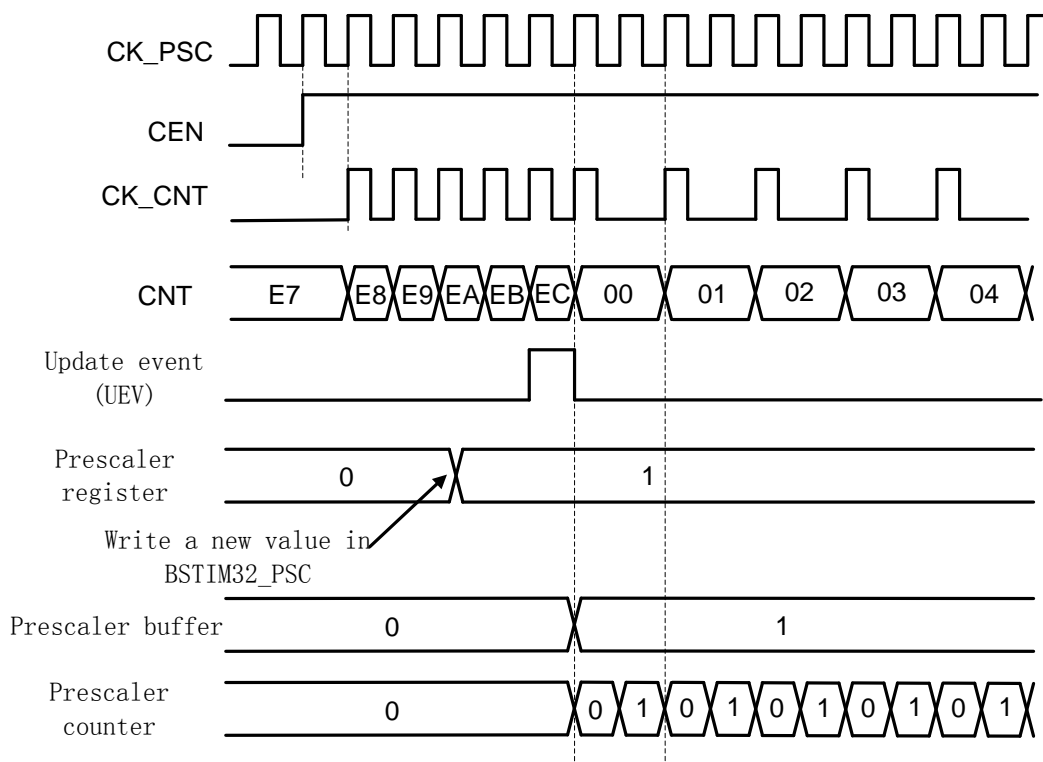 CK_PSC
CEN
CK_CNT
CNT E7 E8 E9 EA EB EC 00 01 02 03 04
Update event
(UEV)
Prescaler
register
0 1
Write a new value in
BSTIM32_PSC
Prescaler buffer 0 1
Prescaler
counter
0 0 1 0 1 0 1 0 1 0 1